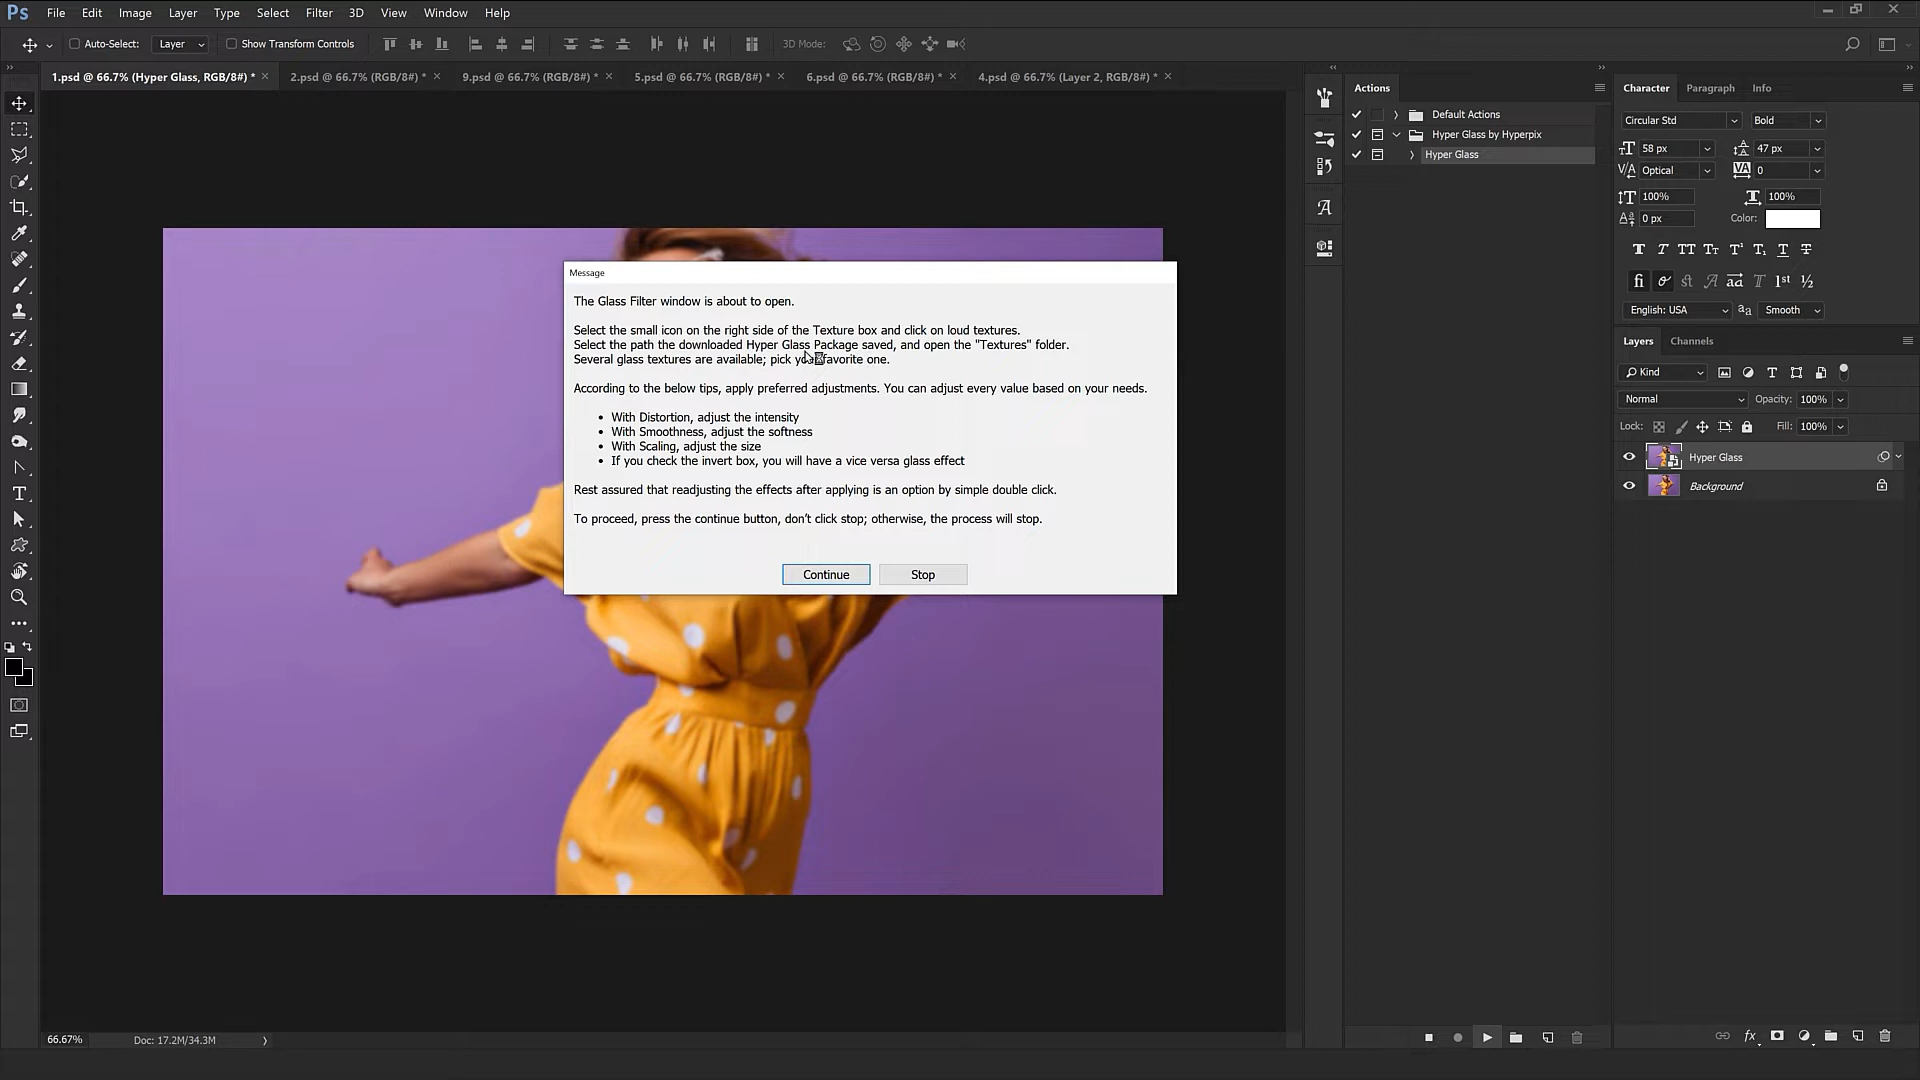 Ps File Edit Image Layer Type Select Filter 3D View Window Help
Auto-Select: Layer Show Transform Controls 3D Mode:
1.psd @ 66.7% (Hyper Glass, RGB/8#) * × 2.psd @ 66.7% (RGB/8#) * × 9.psd @ 66.7% (RGB/8#) * × 5.psd @ 66.7% (RGB/8#) * × 6.psd @ 66.7% (RGB/8#) * × 4.psd @ 66.7% (Layer 2, RGB/8#) * ×
Message
The Glass Filter window is about to open.
Select the small icon on the right side of the Texture box and click on loud textures.
Select the path the downloaded Hyper Glass Package saved, and open the "Textures" folder.
Several glass textures are available; pick favorite one.
According to the below tips, apply preferred adjustments. You can adjust every value based on your needs.
• With Distortion, adjust the intensity
• With Smoothness, adjust the softness
• With Scaling, adjust the size
• If you check the invert box, you will have a vice versa glass effect
Rest assured that readjusting the effects after applying is an option by simple double click.
To proceed, press the continue button, don't click stop; otherwise, the process will stop.
Continue Stop
66.67% Doc: 17.2M/34.3M
Actions
Default Actions
Hyper Glass by Hyperpix
Hyper Glass
Character Paragraph Info
Circular Std Bold
58 px 47 px
Optical 0
100% 100%
0 px Color:
T T TT TT T¹ T₁ T T
fi st A aa T 1st ½
English: USA aa Smooth
Layers Channels
Kind
Normal Opacity: 100%
Lock: Fill: 100%
Hyper Glass
Background
fx